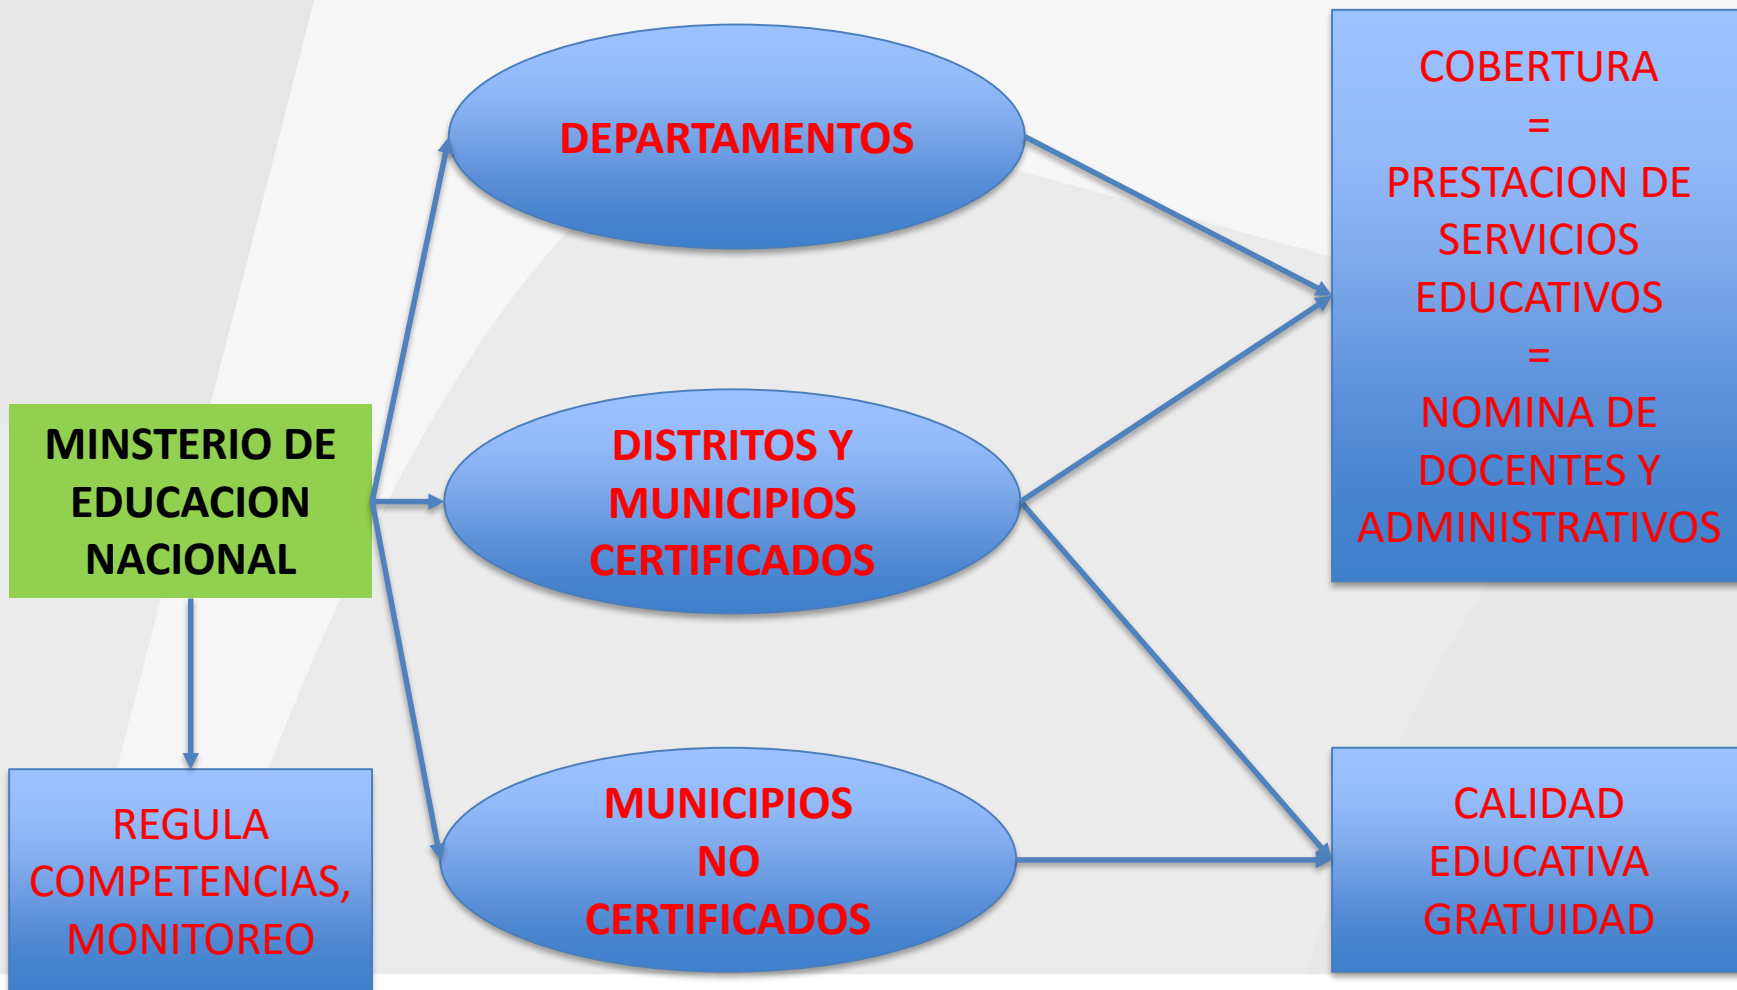 MINSTERIO DE
EDUCACION
NACIONAL
REGULA
COMPETENCIAS,
MONITOREO
DEPARTAMENTOS
DISTRITOS Y
MUNICIPIOS
CERTIFICADOS
MUNICIPIOS
NO
CERTIFICADOS
COBERTURA
=
PRESTACION DE
SERVICIOS
EDUCATIVOS
=
NOMINA DE
DOCENTES Y
ADMINISTRATIVOS
CALIDAD
EDUCATIVA
GRATUIDAD